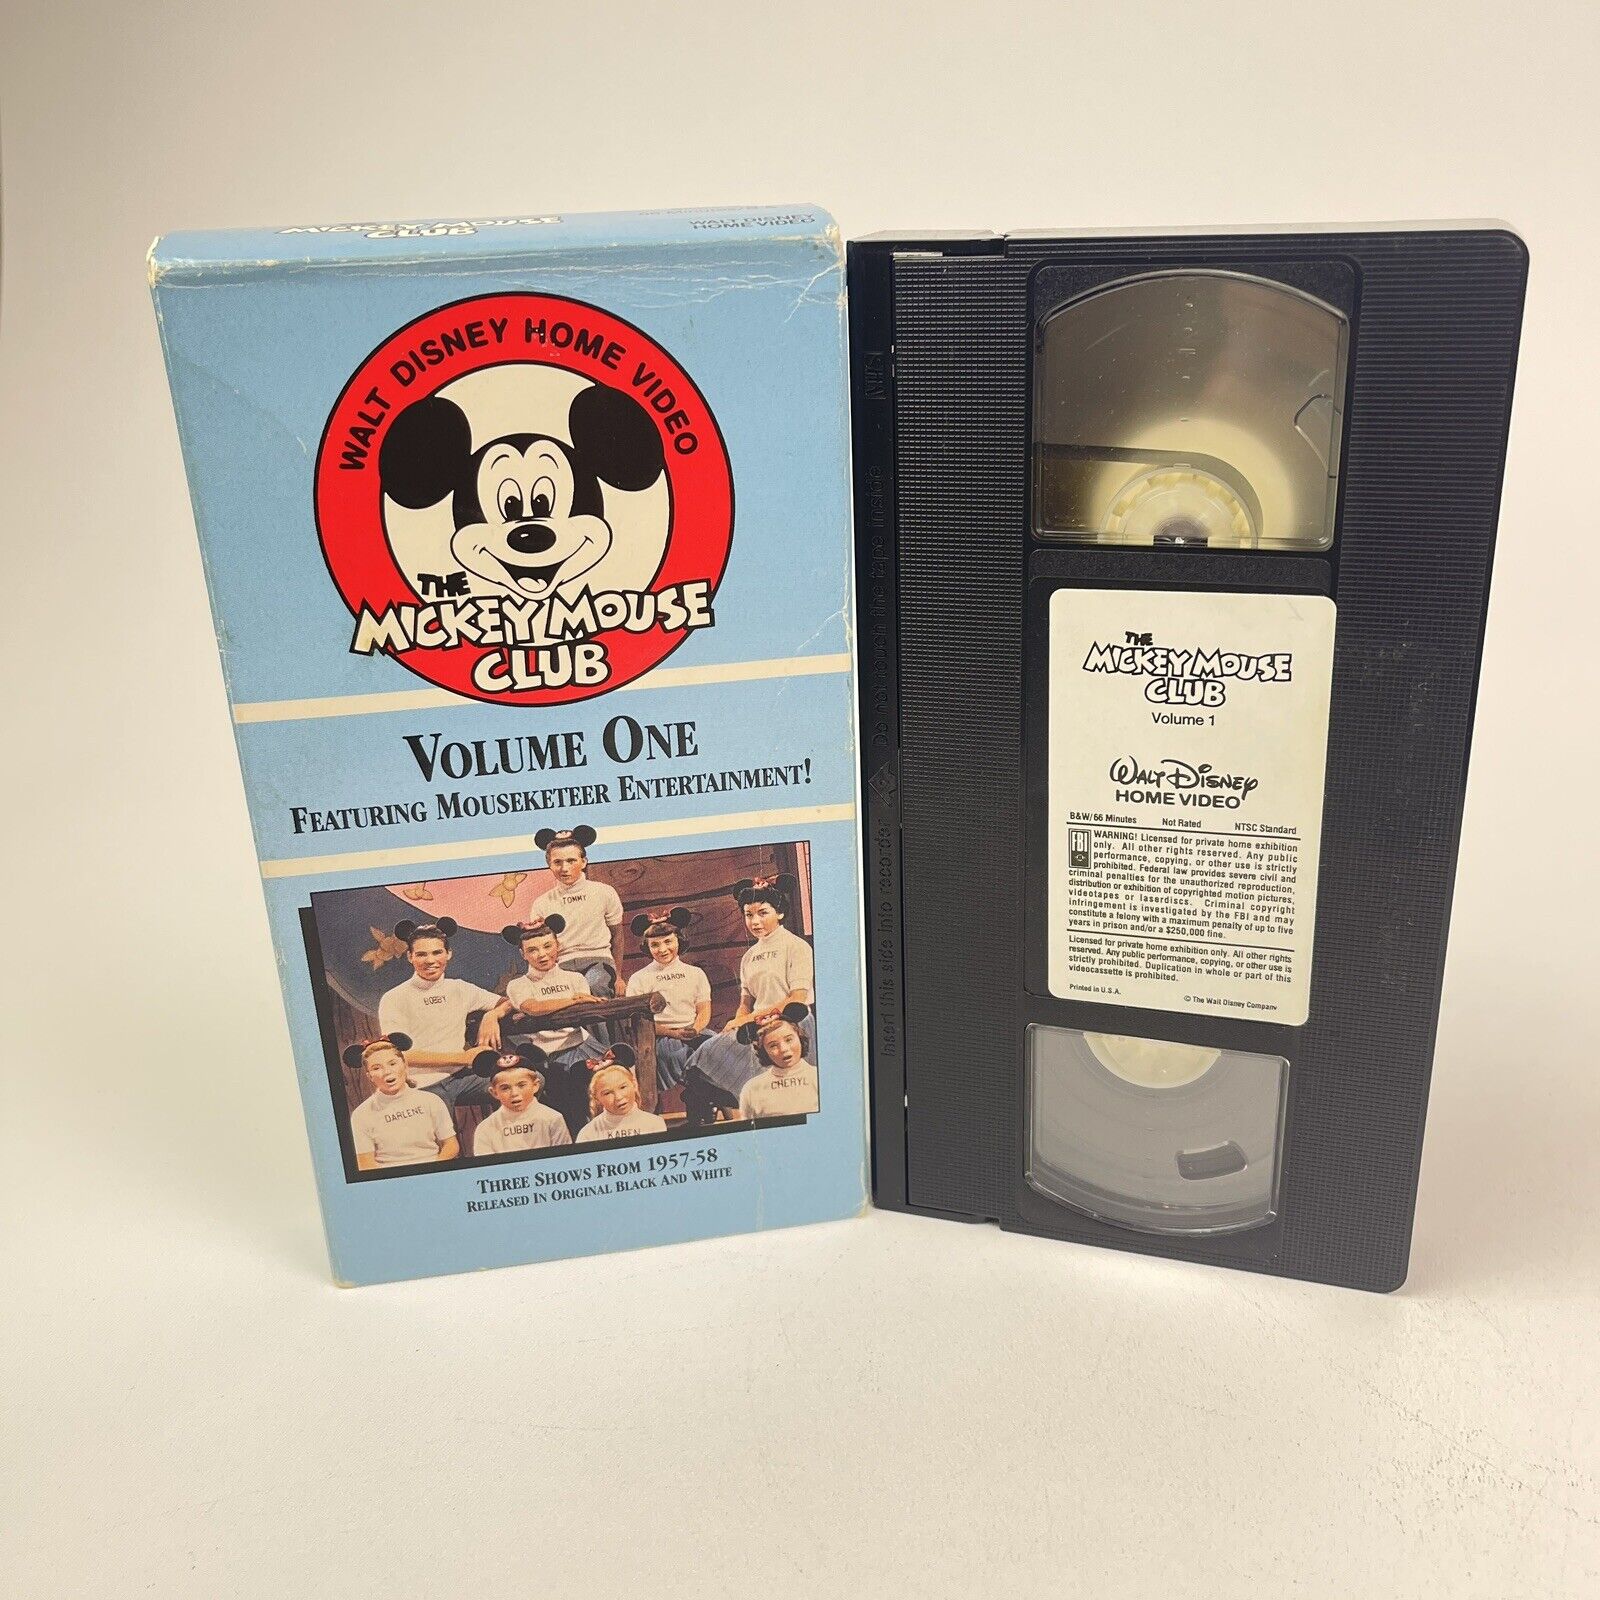 THE MICKEY MOUSE
CLUB
WALT DISNEY
HOME VIDEO
WALT DISNEY HOME VIDEO
THE
MICKEY MOUSE
CLUB
VOLUME ONE
FEATURING MOUSEKETEER ENTERTAINMENT!
TOMMY
BOBBY
DOREEN
SHARON
ANNETTE
DARLENE
CUBBY
KAREN
CHERYL
THREE SHOWS FROM 1957-58
RELEASED IN ORIGINAL BLACK AND WHITE
VHS
Do not touch the tape inside
Insert this side into recorder
THE
MICKEY MOUSE
CLUB
Volume 1
WALT DISNEY
HOME VIDEO
B&W/66 Minutes Not Rated NTSC Standard
FBI
WARNING! Licensed for private home exhibition
only. All other rights reserved. Any public
performance, copying, or other use is strictly
prohibited. Federal law provides severe civil and
criminal penalties for the unauthorized reproduction,
distribution or exhibition of copyrighted motion pictures,
videotapes or laserdiscs. Criminal copyright
infringement is investigated by the FBI and may
constitute a felony with a maximum penalty of up to five
years in prison and/or a $250,000 fine.
Licensed for private home exhibition only. All other rights
reserved. Any public performance, copying, or other use is
strictly prohibited. Duplication in whole or part of this
videocassette is prohibited.
Printed in U.S.A. © The Walt Disney Company